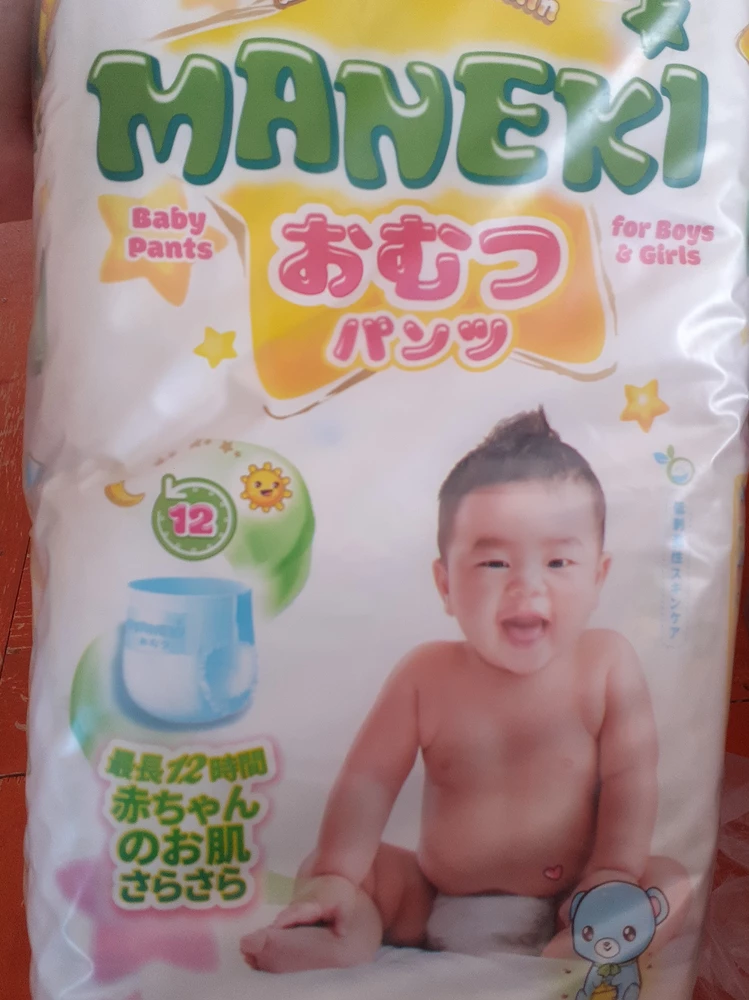 MANEKI
Baby
Pants
おむつ
パンツ
for Boys
& Girls
12
最長12時間
赤ちゃん
のお肌
さらさら